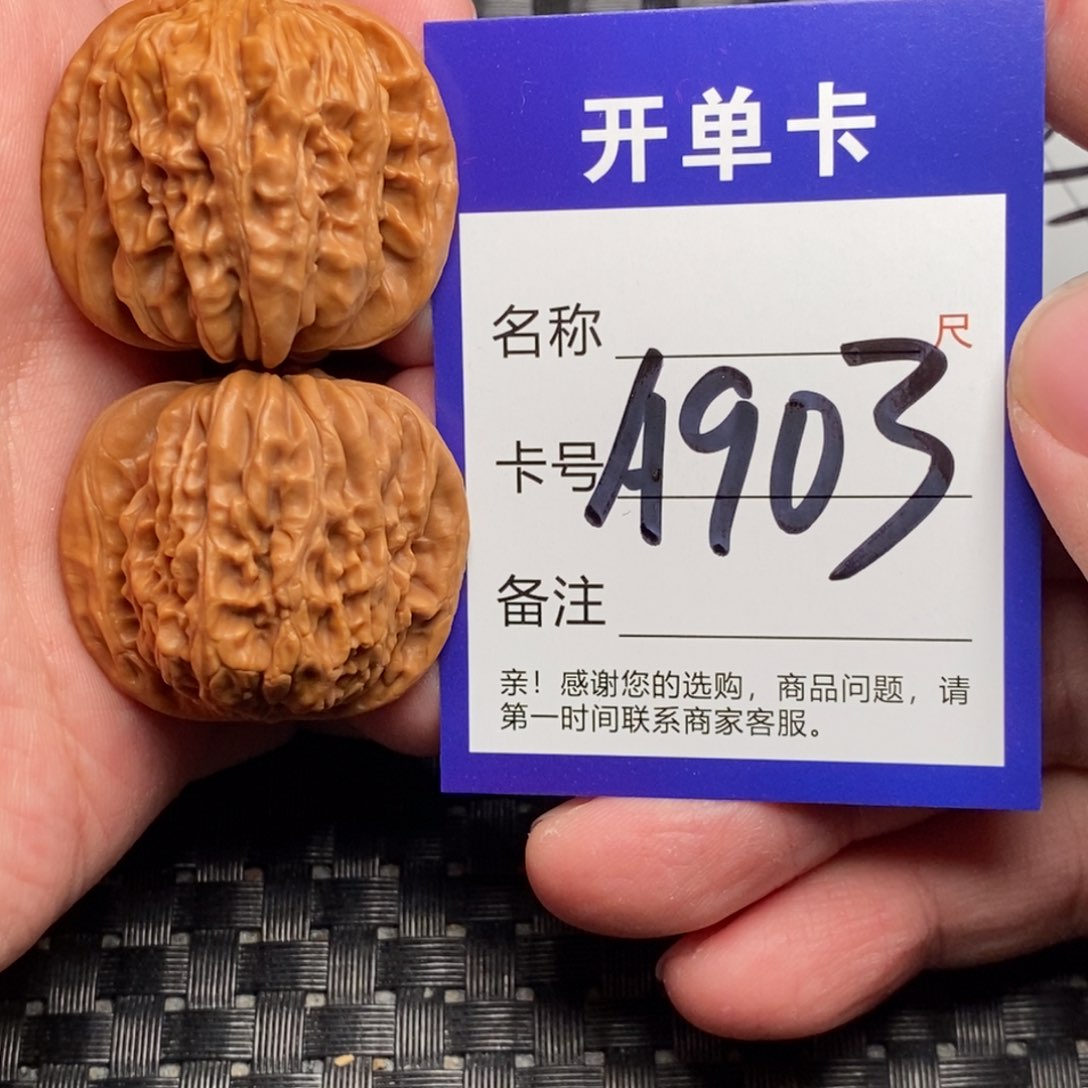 开单卡
名称 尺
卡号 A903
备注
亲！感谢您的选购，商品问题，请
第一时间联系商家客服。